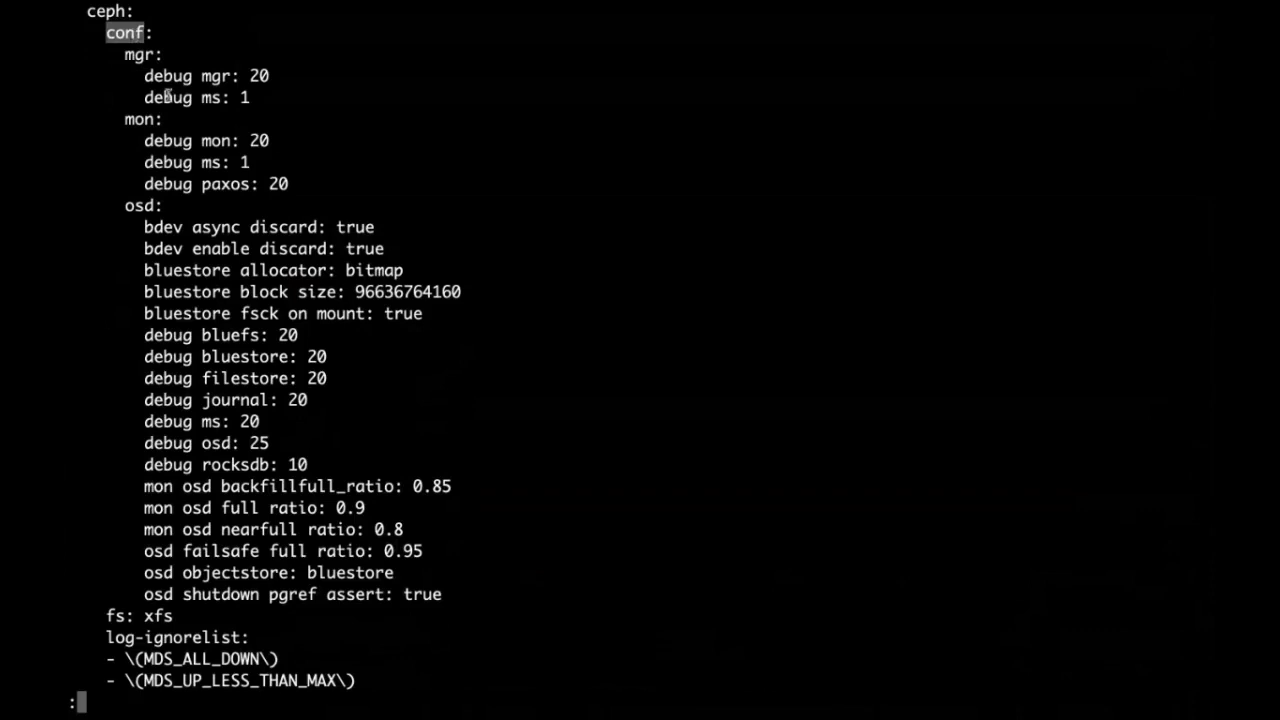 ceph:
conf:
mgr:
debug mgr: 20
debug ms: 1
mon:
debug mon: 20
debug ms: 1
debug paxos: 20
osd:
bdev async discard: true
bdev enable discard: true
bluestore allocator: bitmap
bluestore block size: 96636764160
bluestore fsck on mount: true
debug bluefs: 20
debug bluestore: 20
debug filestore: 20
debug journal: 20
debug ms: 20
debug osd: 25
debug rocksdb: 10
mon osd backfillfull_ratio: 0.85
mon osd full ratio: 0.9
mon osd nearfull ratio: 0.8
osd failsafe full ratio: 0.95
osd objectstore: bluestore
osd shutdown pgref assert: true
fs: xfs
log-ignorelist:
- \(MDS_ALL_DOWN\)
- \(MDS_UP_LESS_THAN_MAX\)
: